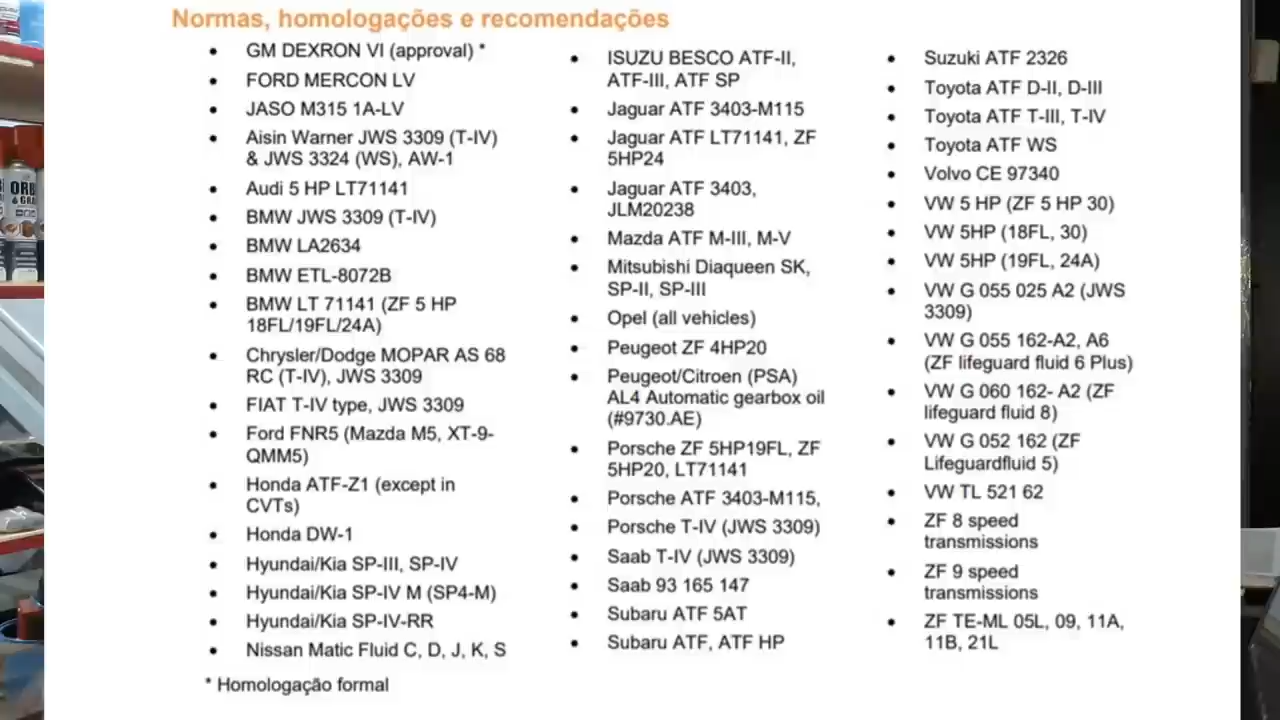 Normas, homologações e recomendações
GM DEXRON VI (approval) *
FORD MERCON LV
JASO M315 1A-LV
Aisin Warner JWS 3309 (T-IV)
& JWS 3324 (WS), AW-1
Audi 5 HP LT71141
BMW JWS 3309 (T-IV)
BMW LA2634
BMW ETL-8072B
BMW LT 71141 (ZF 5 HP
18FL/19FL/24A)
Chrysler/Dodge MOPAR AS 68
RC (T-IV), JWS 3309
FIAT T-IV type, JWS 3309
Ford FNR5 (Mazda M5, XT-9-
QMM5)
Honda ATF-Z1 (except in
CVTs)
Honda DW-1
Hyundai/Kia SP-III, SP-IV
Hyundai/Kia SP-IV M (SP4-M)
Hyundai/Kia SP-IV-RR
Nissan Matic Fluid C, D, J, K, S
* Homologação formal
ISUZU BESCO ATF-II,
ATF-III, ATF SP
Jaguar ATF 3403-M115
Jaguar ATF LT71141, ZF
5HP24
Jaguar ATF 3403,
JLM20238
Mazda ATF M-III, M-V
Mitsubishi Diaqueen SK,
SP-II, SP-III
Opel (all vehicles)
Peugeot ZF 4HP20
Peugeot/Citroen (PSA)
AL4 Automatic gearbox oil
(#9730.AE)
Porsche ZF 5HP19FL, ZF
5HP20, LT71141
Porsche ATF 3403-M115,
Porsche T-IV (JWS 3309)
Saab T-IV (JWS 3309)
Saab 93 165 147
Subaru ATF 5AT
Subaru ATF, ATF HP
Suzuki ATF 2326
Toyota ATF D-II, D-III
Toyota ATF T-III, T-IV
Toyota ATF WS
Volvo CE 97340
VW 5 HP (ZF 5 HP 30)
VW 5HP (18FL, 30)
VW 5HP (19FL, 24A)
VW G 055 025 A2 (JWS
3309)
VW G 055 162-A2, A6
(ZF lifeguard fluid 6 Plus)
VW G 060 162- A2 (ZF
lifeguard fluid 8)
VW G 052 162 (ZF
Lifeguardfluid 5)
VW TL 521 62
ZF 8 speed
transmissions
ZF 9 speed
transmissions
ZF TE-ML 05L, 09, 11A,
11B, 21L